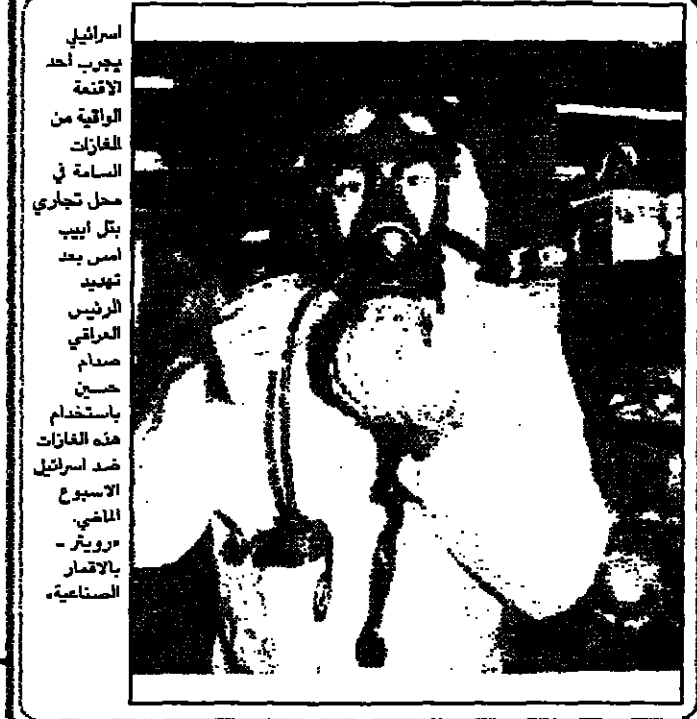 اسرائيلي
يجرب أحد
الاقنعة
الواقية من
الغازات
السامة في
محل تجاري
بتل ابيب
امس بعد
تهديد
الرئيس
العراقي
صدام
حسين
باستخدام
هذه الغازات
ضد اسرائيل
الاسبوع
الماضي.
«رويتر -
بالاقمار
الصناعية»